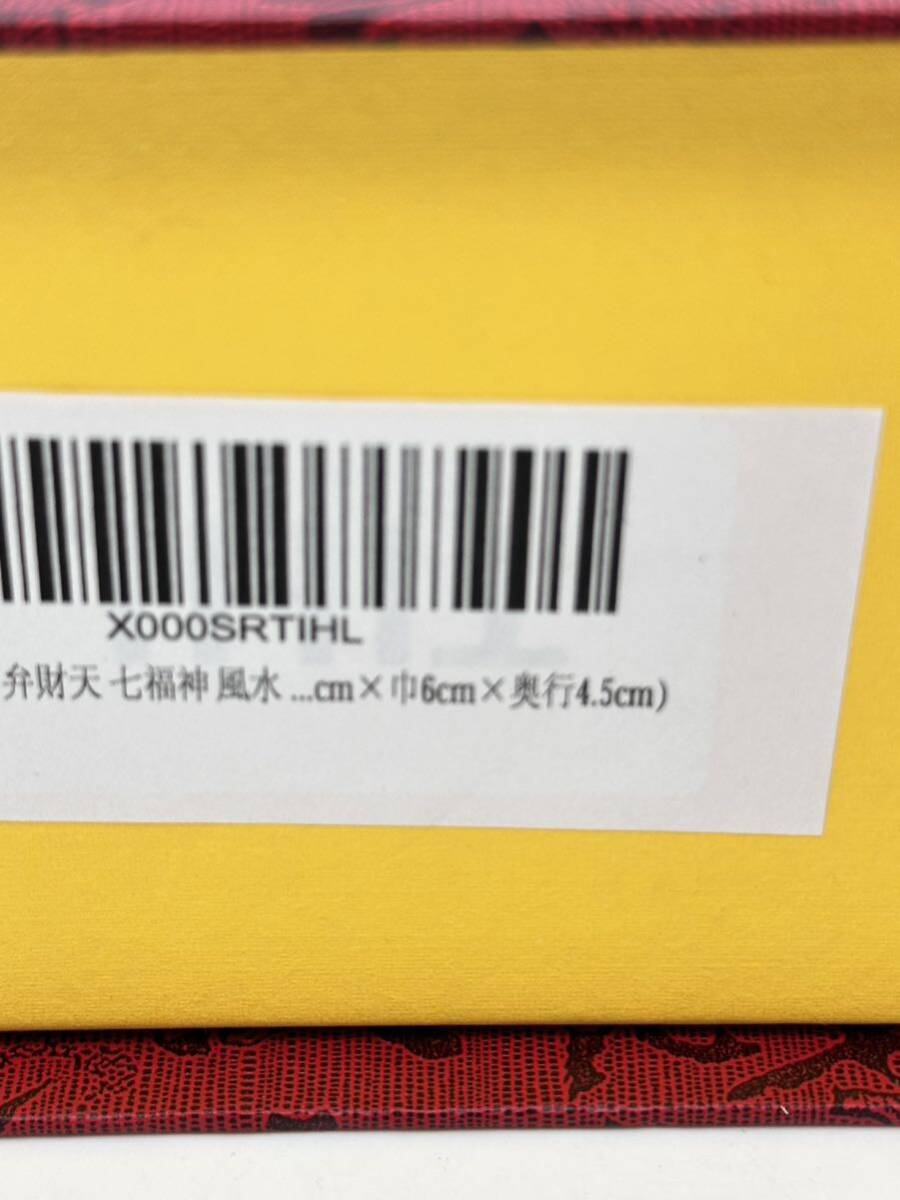 X000SRTIHL
弁財天 七福神 風水 ...cm×巾6cm×奥行4.5cm)